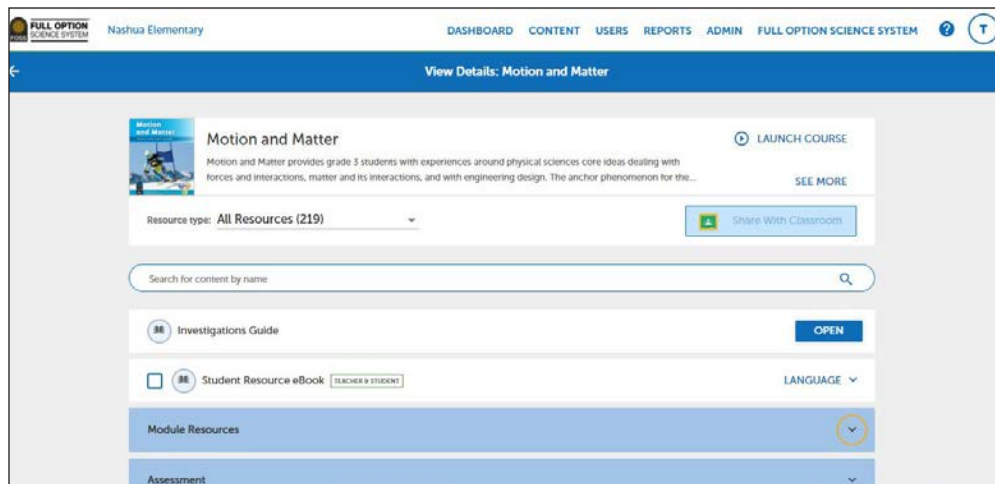 FULL OPTION
SCIENCE SYSTEM
FOSS
Nashua Elementary
DASHBOARD CONTENT USERS REPORTS ADMIN FULL OPTION SCIENCE SYSTEM ? T
View Details: Motion and Matter
Motion
and Matter
Motion and Matter
LAUNCH COURSE
Motion and Matter provides grade 3 students with experiences around physical sciences core ideas dealing with
forces and interactions, matter and its interactions, and with engineering design. The anchor phenomenon for the...
SEE MORE
Resource type: All Resources (219)
Share With Classroom
Search for content by name
Investigations Guide
OPEN
Student Resource eBook TEACHER & STUDENT
LANGUAGE
Module Resources
Assessment